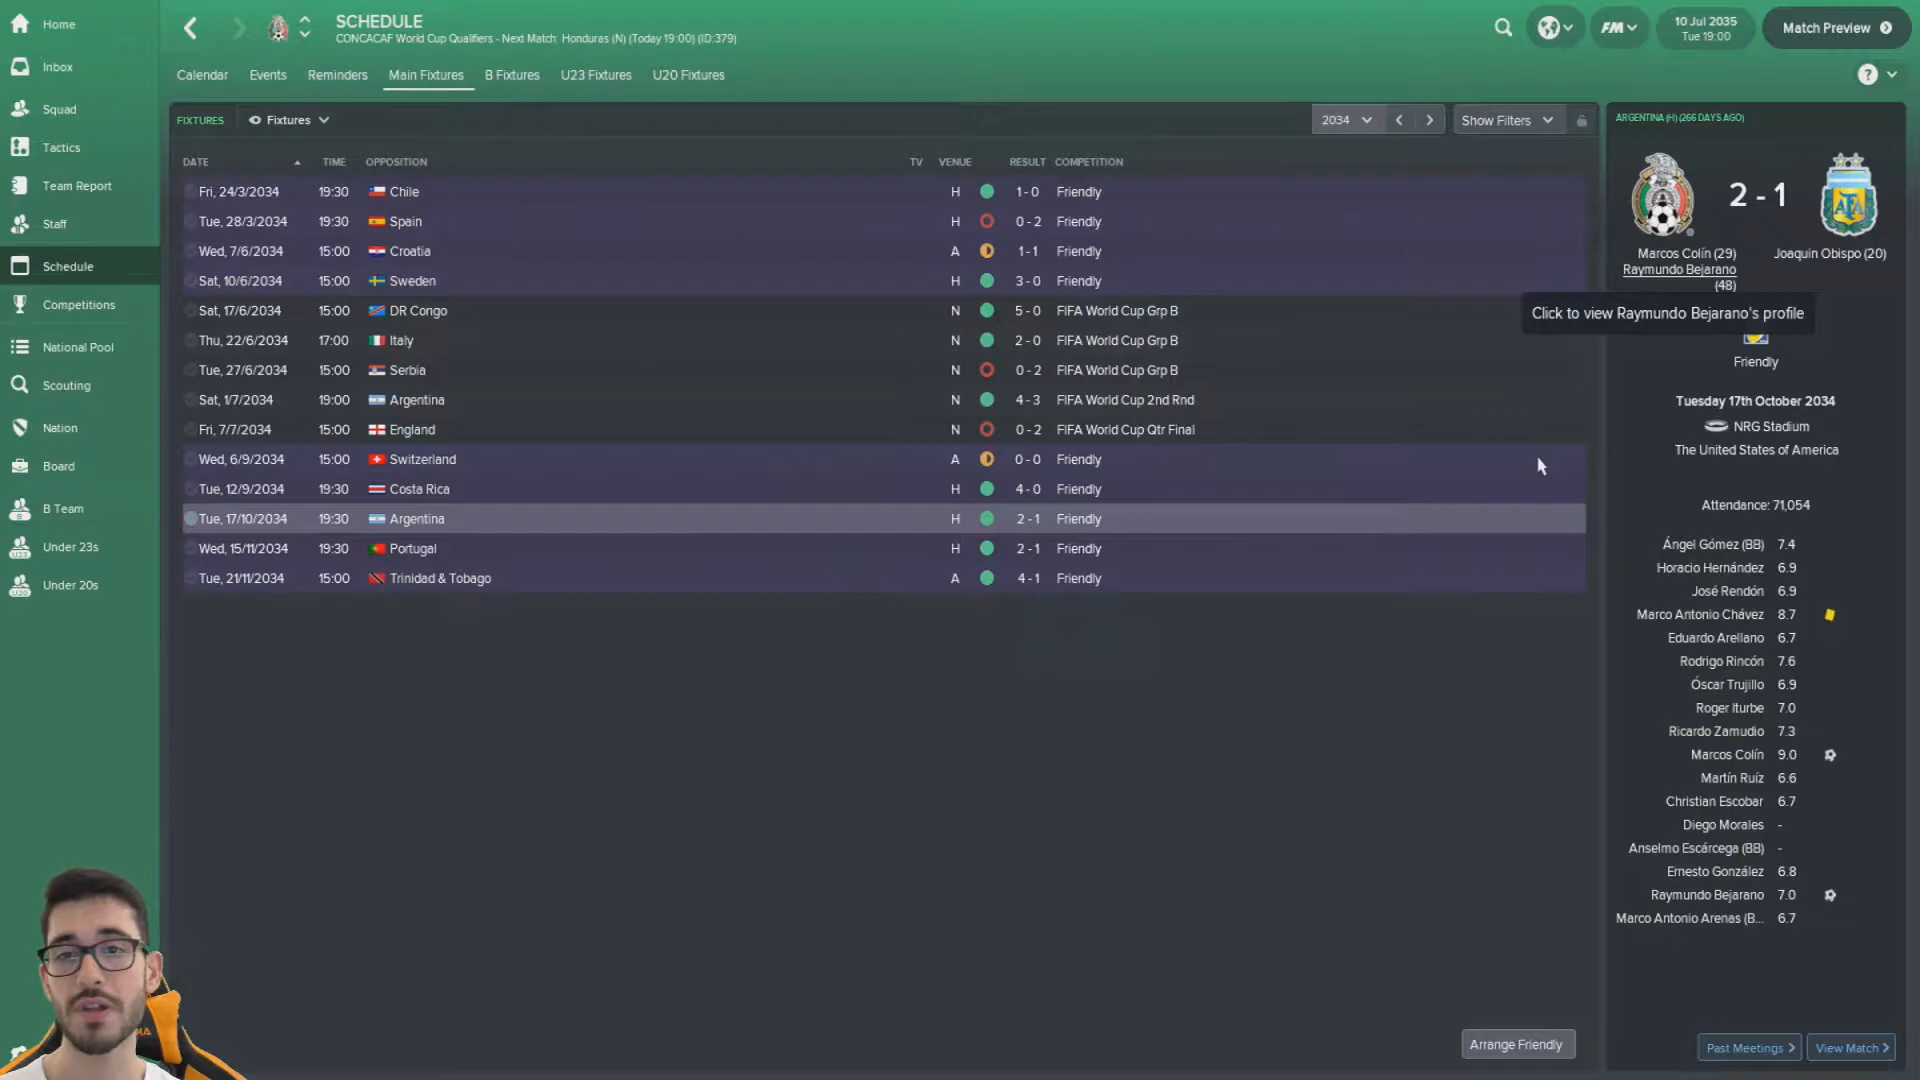 Home
Inbox
Squad
Tactics
Team Report
Staff
Schedule
Competitions
National Pool
Scouting
Nation
Board
B Team
Under 23s
Under 20s
SCHEDULE
CONCACAF World Cup Qualifiers - Next Match: Honduras (N) (Today 19:00) (ID:379)
FM
10 Jul 2035
Tue 19:00
Match Preview
Calendar Events Reminders Main Fixtures B Fixtures U23 Fixtures U20 Fixtures
?
FIXTURES Fixtures 2034 Show Filters
DATE TIME OPPOSITION TV VENUE RESULT COMPETITION
Fri, 24/3/2034 19:30 Chile H 1 - 0 Friendly
Tue, 28/3/2034 19:30 Spain H 0 - 2 Friendly
Wed, 7/6/2034 15:00 Croatia A 1 - 1 Friendly
Sat, 10/6/2034 15:00 Sweden H 3 - 0 Friendly
Sat, 17/6/2034 15:00 DR Congo N 5 - 0 FIFA World Cup Grp B
Thu, 22/6/2034 17:00 Italy N 2 - 0 FIFA World Cup Grp B
Tue, 27/6/2034 15:00 Serbia N 0 - 2 FIFA World Cup Grp B
Sat, 1/7/2034 19:00 Argentina N 4 - 3 FIFA World Cup 2nd Rnd
Fri, 7/7/2034 15:00 England N 0 - 2 FIFA World Cup Qtr Final
Wed, 6/9/2034 15:00 Switzerland A 0 - 0 Friendly
Tue, 12/9/2034 19:30 Costa Rica H 4 - 0 Friendly
Tue, 17/10/2034 19:30 Argentina H 2 - 1 Friendly
Wed, 15/11/2034 19:30 Portugal H 2 - 1 Friendly
Tue, 21/11/2034 15:00 Trinidad & Tobago A 4 - 1 Friendly
Arrange Friendly
ARGENTINA (H) (266 DAYS AGO)
2 - 1
AFA
Marcos Colín (29) Joaquin Obispo (20)
Raymundo Bejarano
(48)
Click to view Raymundo Bejarano's profile
Friendly
Tuesday 17th October 2034
NRG Stadium
The United States of America
Attendance: 71,054
Ángel Gómez (BB) 7.4
Horacio Hernández 6.9
José Rendón 6.9
Marco Antonio Chávez 8.7
Eduardo Arellano 6.7
Rodrigo Rincón 7.6
Óscar Trujillo 6.9
Roger Iturbe 7.0
Ricardo Zamudio 7.3
Marcos Colín 9.0
Martín Ruíz 6.6
Christian Escobar 6.7
Diego Morales -
Anselmo Escárcega (BB) -
Ernesto González 6.8
Raymundo Bejarano 7.0
Marco Antonio Arenas (B... 6.7
Past Meetings View Match